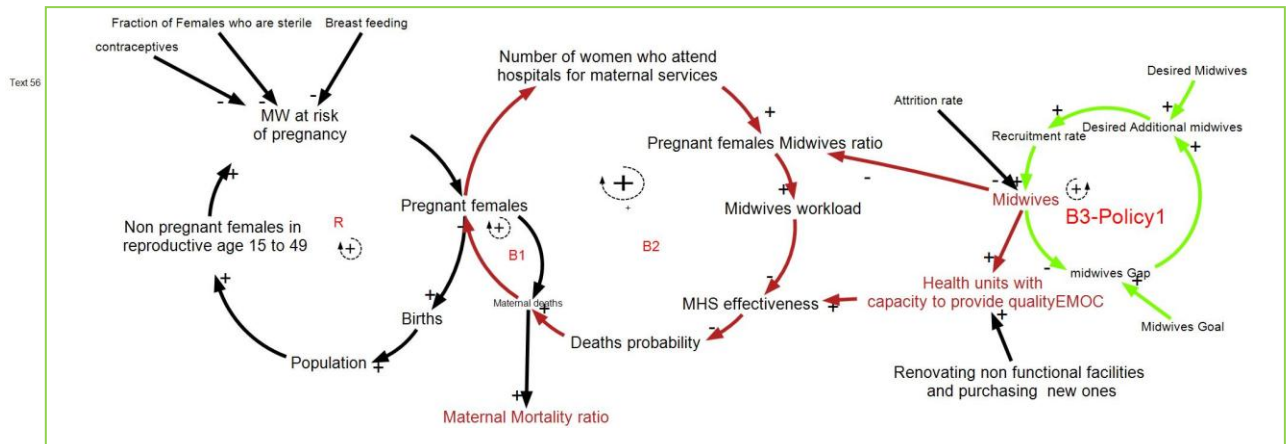 Text 56
Fraction of Females who are sterile
Breast feeding
contraceptives
MW at risk
of pregnancy
Number of women who attend
hospitals for maternal services
Desired Midwives
Attrition rate
Recruitment rate
Desired Additional midwives
Pregnant females Midwives ratio
Pregnant females
Midwives workload
Midwives
B3-Policy1
Non pregnant females in
reproductive age 15 to 49
R
B1
B2
midwives Gap
Health units with
capacity to provide qualityEMOC
MHS effectiveness
Maternal deaths
Births
Midwives Goal
Deaths probability
Population
Renovating non functional facilities
and purchasing new ones
Maternal Mortality ratio